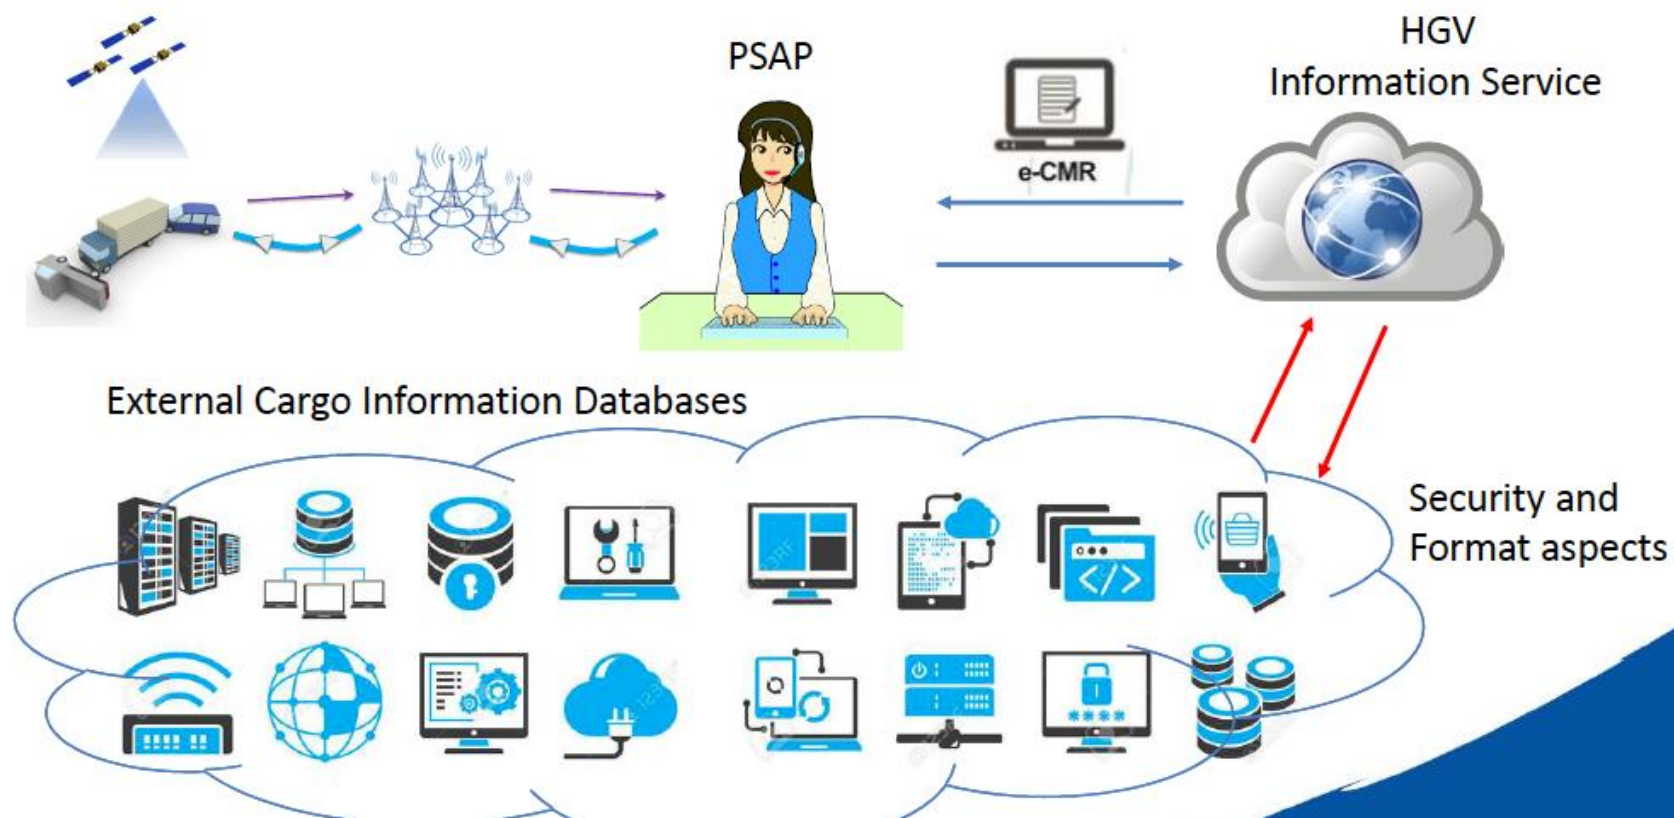 PSAP
HGV
Information Service
e-CMR
External Cargo Information Databases
Security and
Format aspects